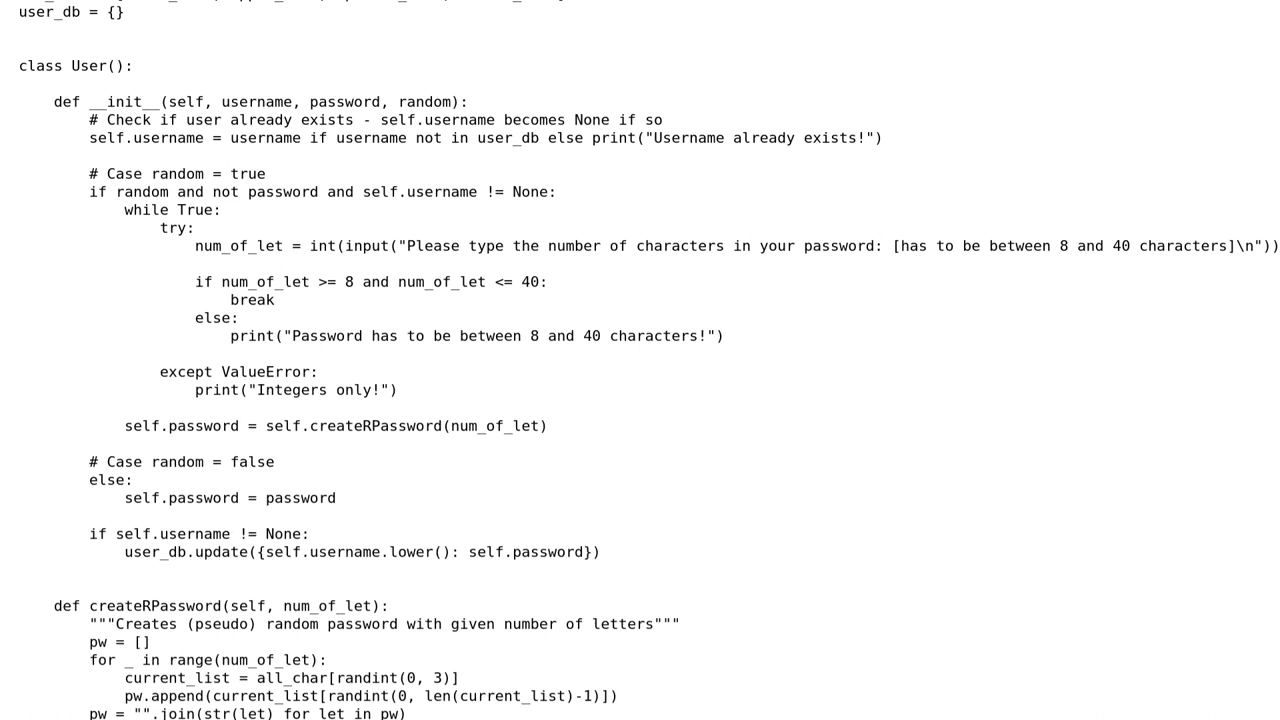 user_db = {}
class User():
    def __init__(self, username, password, random):
        # Check if user already exists - self.username becomes None if so
        self.username = username if username not in user_db else print("Username already exists!")
        # Case random = true
        if random and not password and self.username != None:
            while True:
                try:
                    num_of_let = int(input("Please type the number of characters in your password: [has to be between 8 and 40 characters]\n"))
                    if num_of_let >= 8 and num_of_let <= 40:
                        break
                    else:
                        print("Password has to be between 8 and 40 characters!")
                except ValueError:
                    print("Integers only!")
            self.password = self.createRPassword(num_of_let)
        # Case random = false
        else:
            self.password = password
        if self.username != None:
            user_db.update({self.username.lower(): self.password})
    def createRPassword(self, num_of_let):
        """Creates (pseudo) random password with given number of letters"""
        pw = []
        for _ in range(num_of_let):
            current_list = all_char[randint(0, 3)]
            pw.append(current_list[randint(0, len(current_list)-1)])
        pw = "".join(str(let) for let in pw)